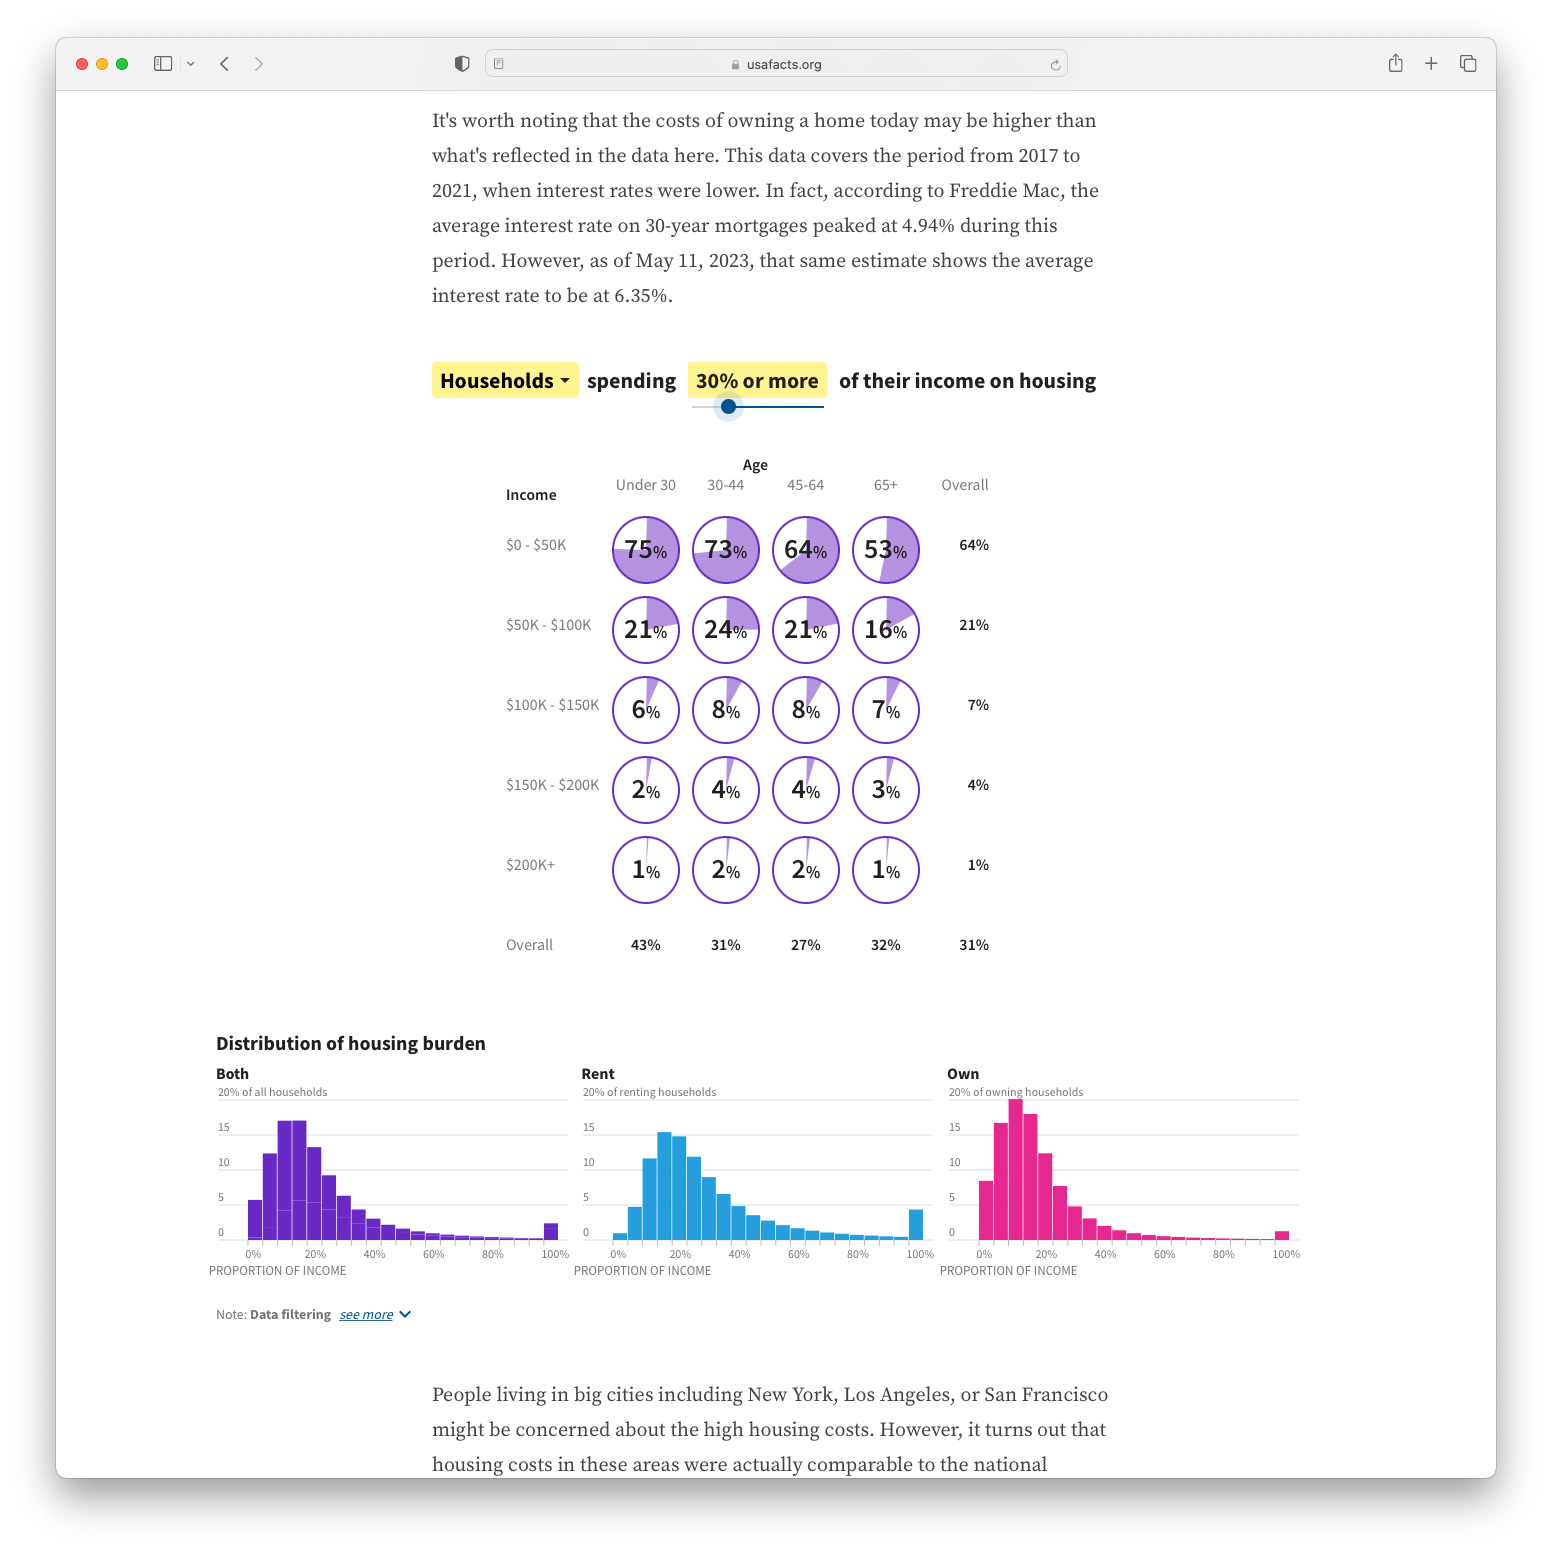 usafacts.org
It's worth noting that the costs of owning a home today may be higher than
what's reflected in the data here. This data covers the period from 2017 to
2021, when interest rates were lower. In fact, according to Freddie Mac, the
average interest rate on 30-year mortgages peaked at 4.94% during this
period. However, as of May 11, 2023, that same estimate shows the average
interest rate to be at 6.35%.
Households spending 30% or more of their income on housing
Age
Income Under 30 30-44 45-64 65+ Overall
$0 - $50K 75% 73% 64% 53% 64%
$50K - $100K 21% 24% 21% 16% 21%
$100K - $150K 6% 8% 8% 7% 7%
$150K - $200K 2% 4% 4% 3% 4%
$200K+ 1% 2% 2% 1% 1%
Overall 43% 31% 27% 32% 31%
Distribution of housing burden
Both
20% of all households
15
10
5
0
0% 20% 40% 60% 80% 100%
PROPORTION OF INCOME
Rent
20% of renting households
15
10
5
0
0% 20% 40% 60% 80% 100%
PROPORTION OF INCOME
Own
20% of owning households
15
10
5
0
0% 20% 40% 60% 80% 100%
PROPORTION OF INCOME
Note: Data filtering see more
People living in big cities including New York, Los Angeles, or San Francisco
might be concerned about the high housing costs. However, it turns out that
housing costs in these areas were actually comparable to the national